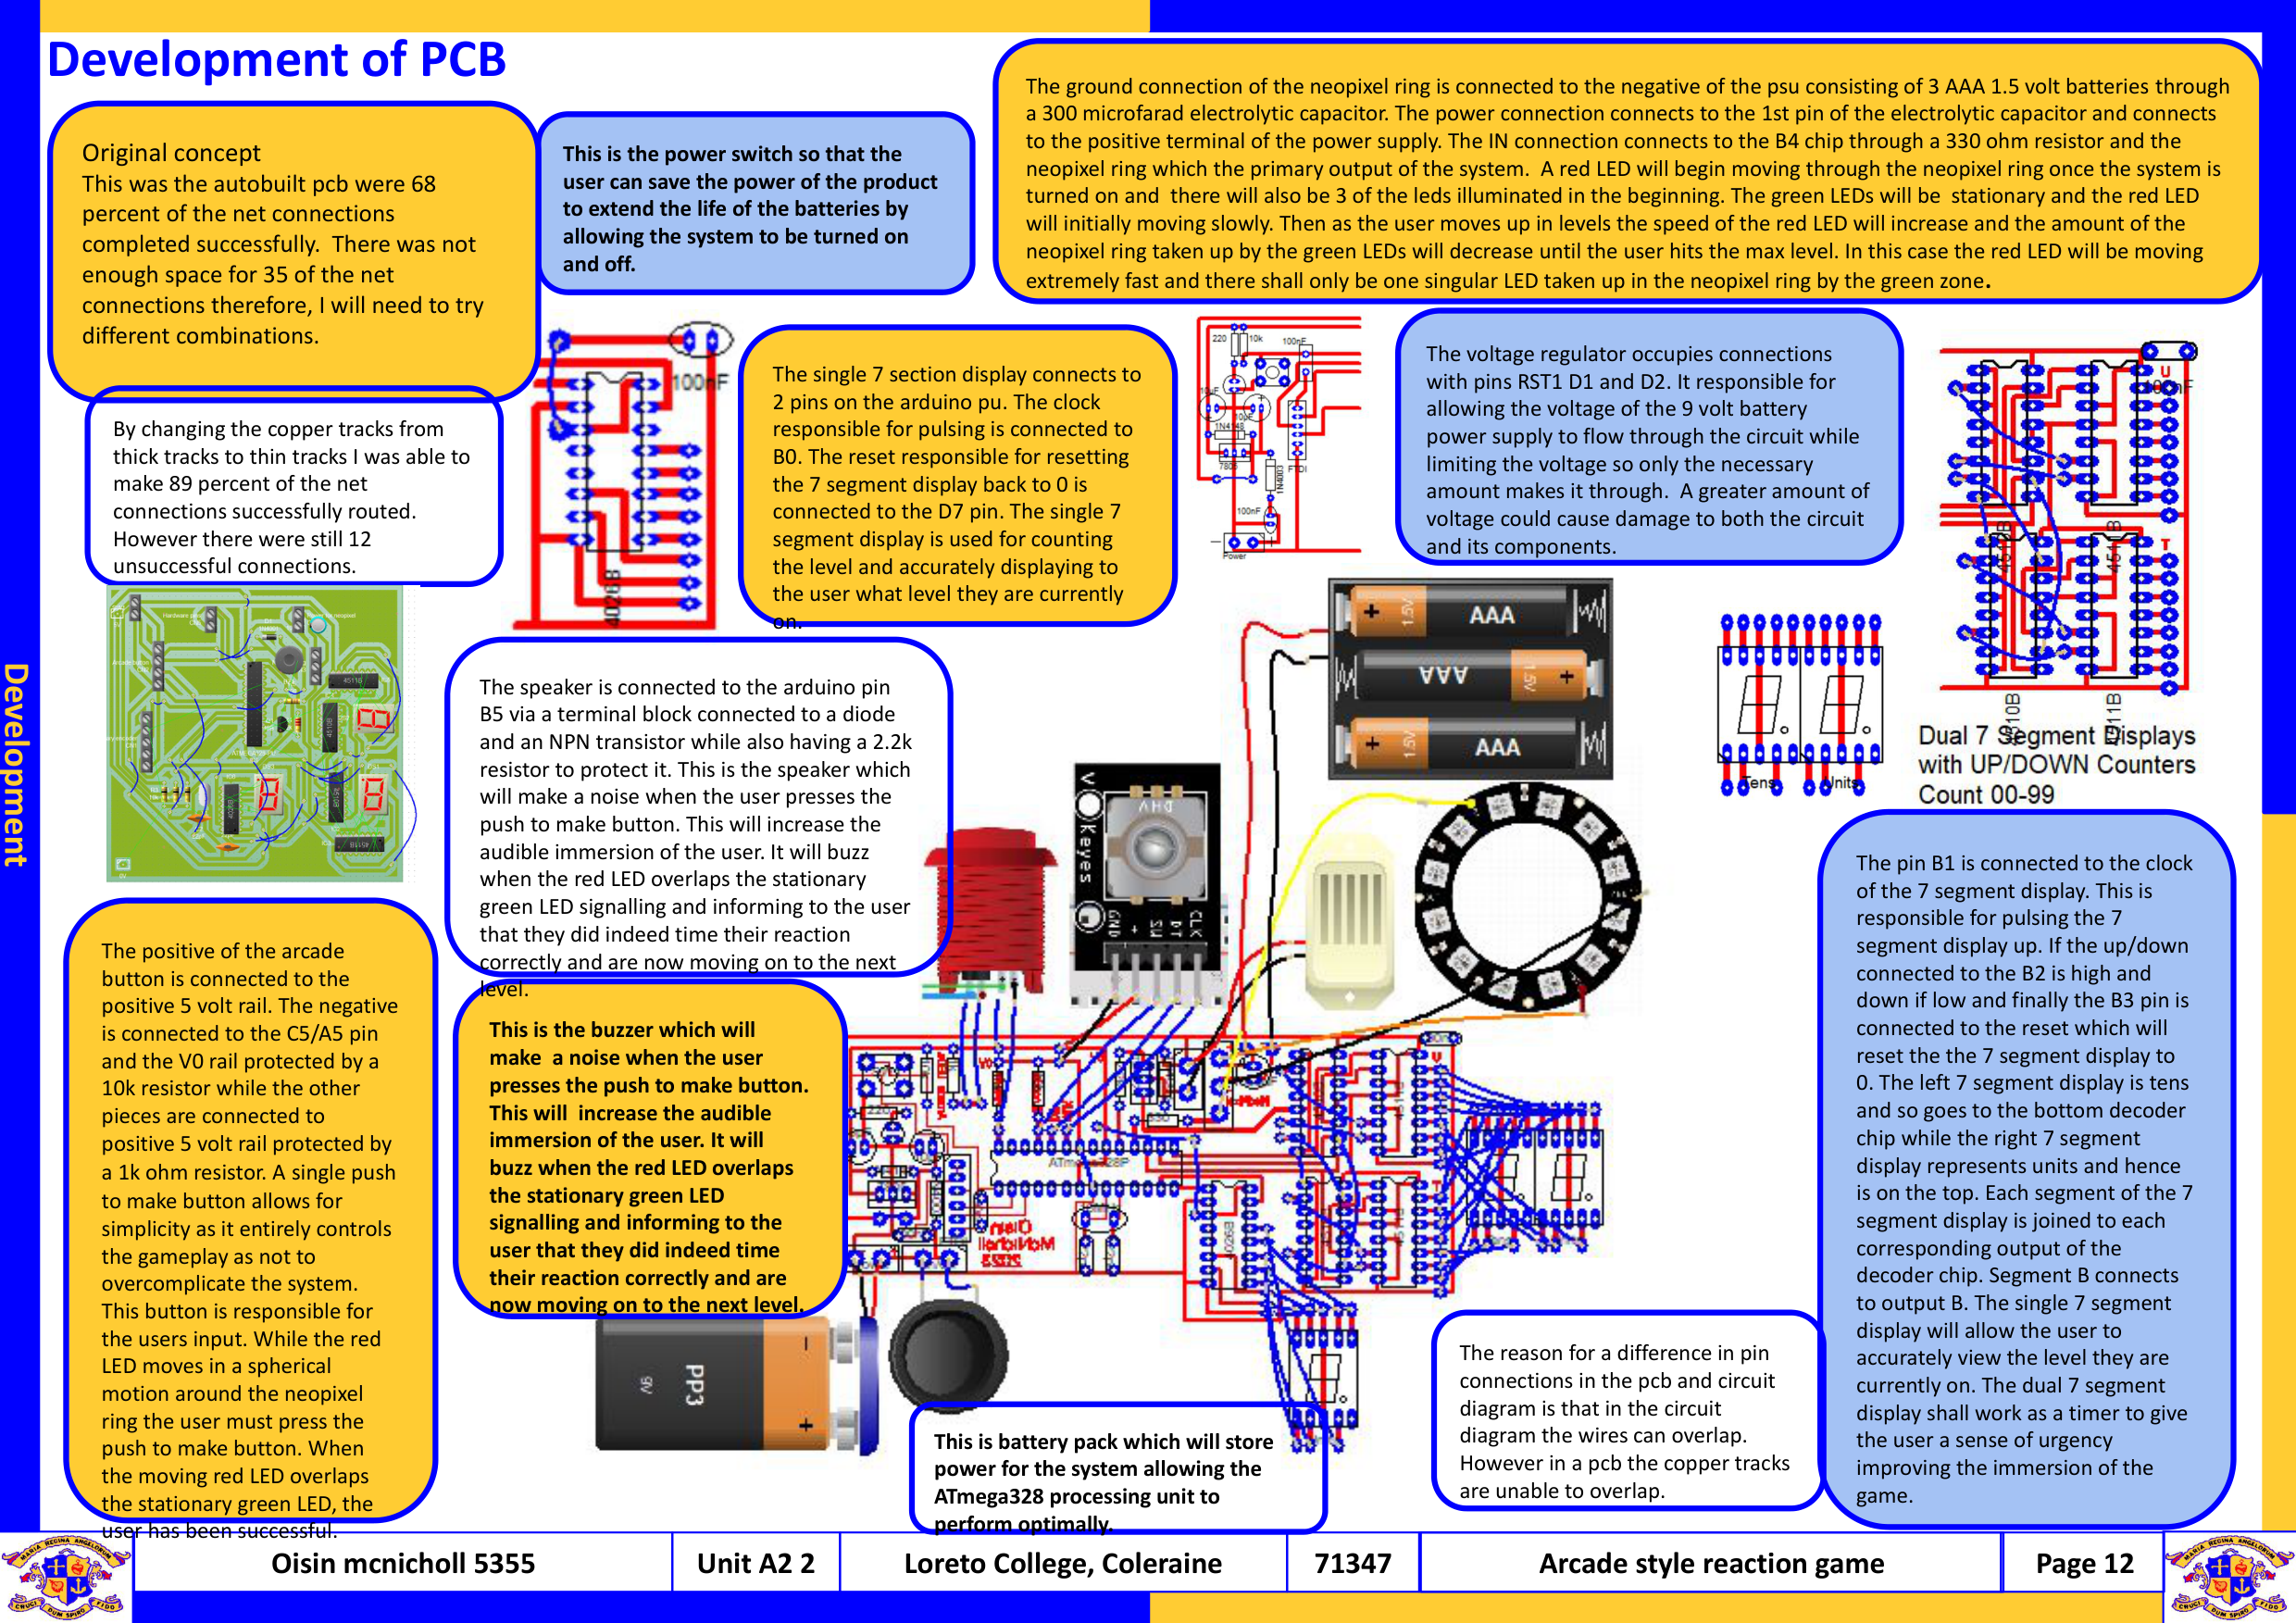 Development of PCB
Original concept
This was the autobuilt pcb were 68
percent of the net connections
completed successfully.  There was not
enough space for 35 of the net
connections therefore, I will need to try
different combinations.
This is the power switch so that the
user can save the power of the product
to extend the life of the batteries by
allowing the system to be turned on
and off.
The ground connection of the neopixel ring is connected to the negative of the psu consisting of 3 AAA 1.5 volt batteries through
a 300 microfarad electrolytic capacitor. The power connection connects to the 1st pin of the electrolytic capacitor and connects
to the positive terminal of the power supply. The IN connection connects to the B4 chip through a 330 ohm resistor and the
neopixel ring which the primary output of the system.  A red LED will begin moving through the neopixel ring once the system is
turned on and  there will also be 3 of the leds illuminated in the beginning. The green LEDs will be  stationary and the red LED
will initially moving slowly. Then as the user moves up in levels the speed of the red LED will increase and the amount of the
neopixel ring taken up by the green LEDs will decrease until the user hits the max level. In this case the red LED will be moving
extremely fast and there shall only be one singular LED taken up in the neopixel ring by the green zone.
By changing the copper tracks from
thick tracks to thin tracks I was able to
make 89 percent of the net
connections successfully routed.
However there were still 12
unsuccessful connections.
100nF
4026B
The single 7 section display connects to
2 pins on the arduino pu. The clock
responsible for pulsing is connected to
B0. The reset responsible for resetting
the 7 segment display back to 0 is
connected to the D7 pin. The single 7
segment display is used for counting
the level and accurately displaying to
the user what level they are currently
on.
220
10k
100nF
1N4148
7805
FTDI
1N4003
100nF
Power
The voltage regulator occupies connections
with pins RST1 D1 and D2. It responsible for
allowing the voltage of the 9 volt battery
power supply to flow through the circuit while
limiting the voltage so only the necessary
amount makes it through.  A greater amount of
voltage could cause damage to both the circuit
and its components.
U
T
Tens
Units
Dual 7 Segment Displays
with UP/DOWN Counters
Count 00-99
Development
The speaker is connected to the arduino pin
B5 via a terminal block connected to a diode
and an NPN transistor while also having a 2.2k
resistor to protect it. This is the speaker which
will make a noise when the user presses the
push to make button. This will increase the
audible immersion of the user. It will buzz
when the red LED overlaps the stationary
green LED signalling and informing to the user
that they did indeed time their reaction
correctly and are now moving on to the next
level.
1.5V AAA
AAA 1.5V
1.5V AAA
Keyes
GND
+
SW
DT
CLK
The positive of the arcade
button is connected to the
positive 5 volt rail. The negative
is connected to the C5/A5 pin
and the V0 rail protected by a
10k resistor while the other
pieces are connected to
positive 5 volt rail protected by
a 1k ohm resistor. A single push
to make button allows for
simplicity as it entirely controls
the gameplay as not to
overcomplicate the system.
This button is responsible for
the users input. While the red
LED moves in a spherical
motion around the neopixel
ring the user must press the
push to make button. When
the moving red LED overlaps
the stationary green LED, the
user has been successful.
This is the buzzer which will
make  a noise when the user
presses the push to make button.
This will  increase the audible
immersion of the user. It will
buzz when the red LED overlaps
the stationary green LED
signalling and informing to the
user that they did indeed time
their reaction correctly and are
now moving on to the next level.
ATmega328P
4026B
PP3
9V
This is battery pack which will store
power for the system allowing the
ATmega328 processing unit to
perform optimally.
The reason for a difference in pin
connections in the pcb and circuit
diagram is that in the circuit
diagram the wires can overlap.
However in a pcb the copper tracks
are unable to overlap.
The pin B1 is connected to the clock
of the 7 segment display. This is
responsible for pulsing the 7
segment display up. If the up/down
connected to the B2 is high and
down if low and finally the B3 pin is
connected to the reset which will
reset the the 7 segment display to
0. The left 7 segment display is tens
and so goes to the bottom decoder
chip while the right 7 segment
display represents units and hence
is on the top. Each segment of the 7
segment display is joined to each
corresponding output of the
decoder chip. Segment B connects
to output B. The single 7 segment
display will allow the user to
accurately view the level they are
currently on. The dual 7 segment
display shall work as a timer to give
the user a sense of urgency
improving the immersion of the
game.
Oisin mcnicholl 5355
Unit A2 2
Loreto College, Coleraine
71347
Arcade style reaction game
Page 12